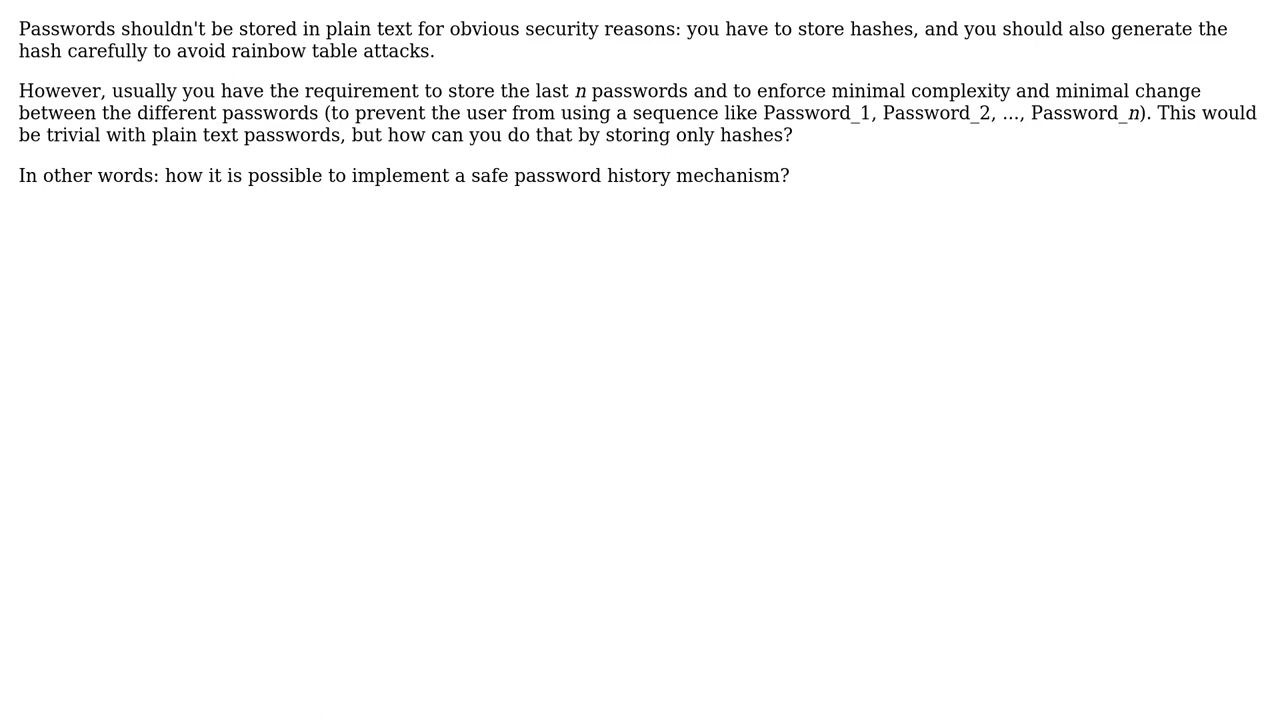 Passwords shouldn't be stored in plain text for obvious security reasons: you have to store hashes, and you should also generate the
hash carefully to avoid rainbow table attacks.
However, usually you have the requirement to store the last n passwords and to enforce minimal complexity and minimal change
between the different passwords (to prevent the user from using a sequence like Password_1, Password_2, ..., Password_n). This would
be trivial with plain text passwords, but how can you do that by storing only hashes?
In other words: how it is possible to implement a safe password history mechanism?